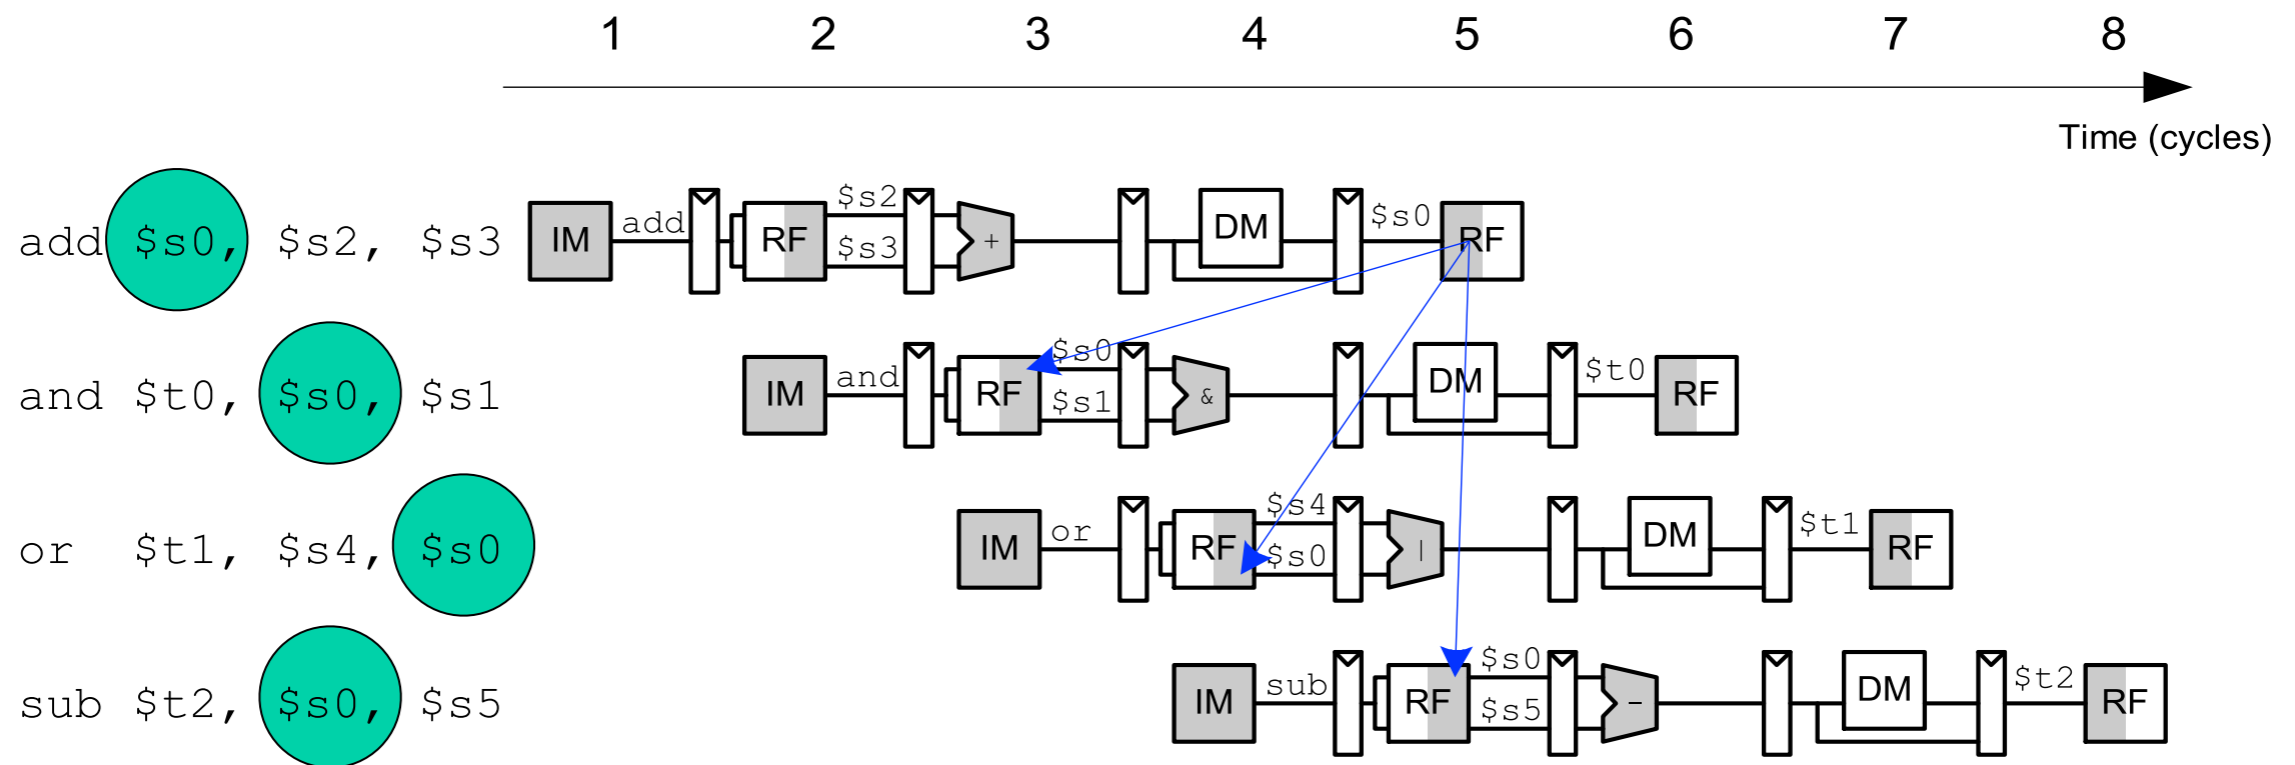 1 2 3 4 5 6 7 8
Time (cycles)
add $s0, $s2, $s3 IM add RF $s2 $s3 + DM $s0 RF
and $t0, $s0, $s1 IM and RF $s0 $s1 & DM $t0 RF
or $t1, $s4, $s0 IM or RF $s4 $s0 | DM $t1 RF
sub $t2, $s0, $s5 IM sub RF $s0 $s5 - DM $t2 RF